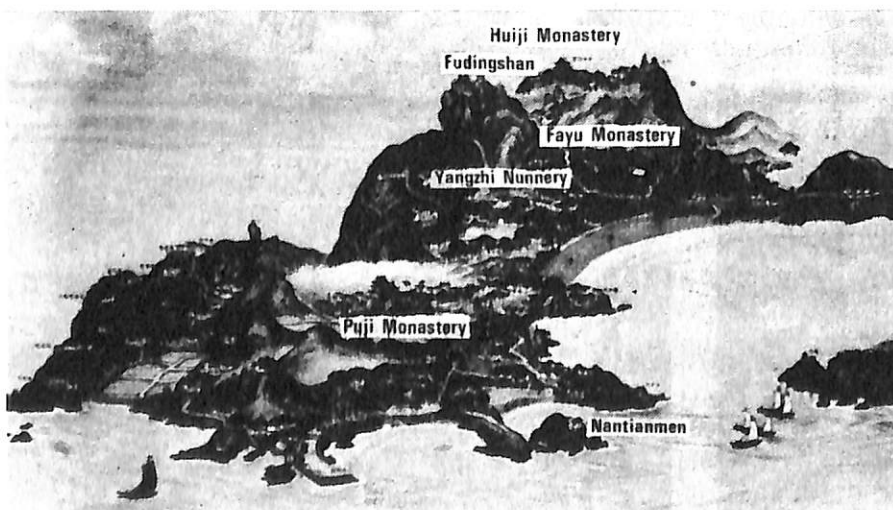 Huiji Monastery
Fudingshan
Fayu Monastery
Yangzhi Nunnery
Puji Monastery
Nantianmen